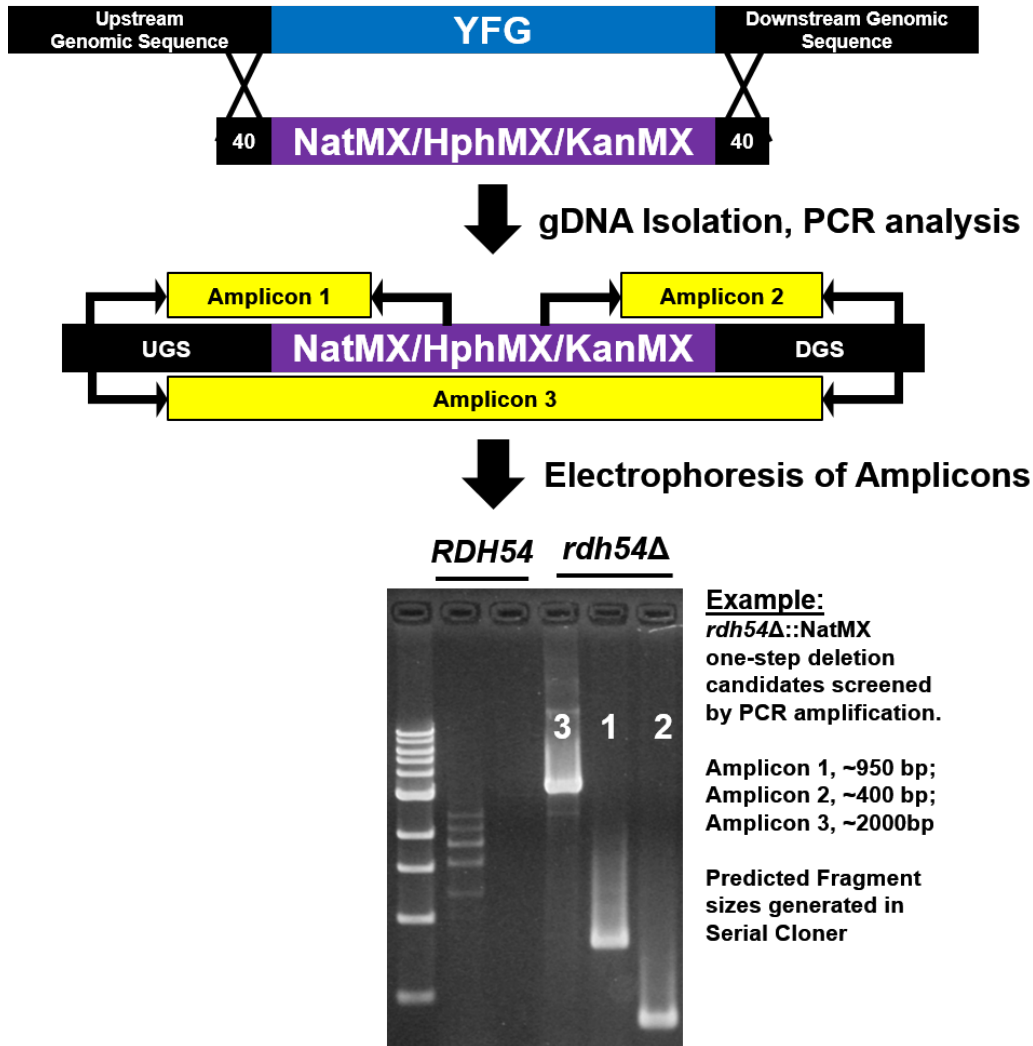 Upstream
Genomic Sequence
YFG
Downstream Genomic
Sequence
40
NatMX/HphMX/KanMX
40
gDNA Isolation, PCR analysis
Amplicon 1
Amplicon 2
UGS
NatMX/HphMX/KanMX
DGS
Amplicon 3
Electrophoresis of Amplicons
RDH54
rdh54Δ
3
1
2
Example:
rdh54Δ::NatMX
one-step deletion
candidates screened
by PCR amplification.
Amplicon 1, ~950 bp;
Amplicon 2, ~400 bp;
Amplicon 3, ~2000bp
Predicted Fragment
sizes generated in
Serial Cloner